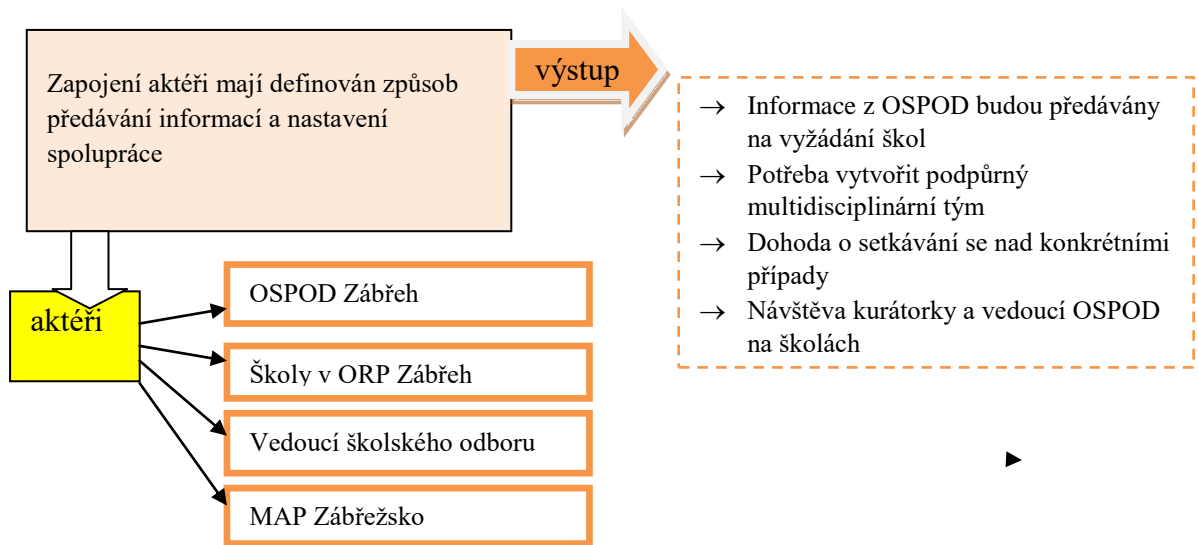 Zapojení aktéři mají definován způsob
předávání informací a nastavení
spolupráce
výstup
→ Informace z OSPOD budou předávány
na vyžádání škol
→ Potřeba vytvořit podpůrný
multidisciplinární tým
→ Dohoda o setkávání se nad konkrétními
případy
→ Návštěva kurátorky a vedoucí OSPOD
na školách
aktéři
OSPOD Zábřeh
Školy v ORP Zábřeh
Vedoucí školského odboru
MAP Zábřežsko